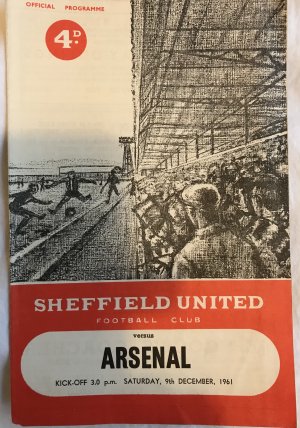 OFFICIAL PROGRAMME
4D.
SHEFFIELD UNITED
FOOTBALL CLUB
versus
ARSENAL
KICK-OFF 3.0 p.m. SATURDAY, 9th DECEMBER, 1961